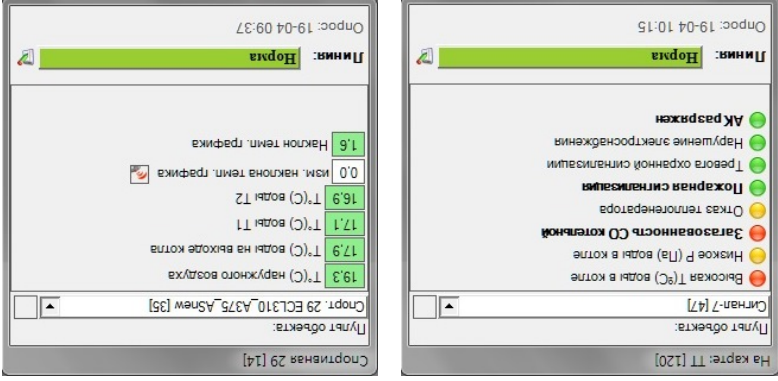 На карте: ТТ [120]
Пульт объекта:
Сигнал-7 [47]
Высокая T(ºC) воды в котле
Низкое P (Па) воды в котле
Загазованность СО котельной
Отказ теплогенератора
Пожарная сигнализация
Тревога охранной сигнализации
Нарушение электроснабжения
АК разряжен
Линия: Норма
Опрос: 19-04 10:15
Спортивная 29 [14]
Пульт объекта:
Спорт. 29 ECL310_A375_ASnew [35]
19,3 T°(C) наружного воздуха
17,9 T°(C) воды на выходе котла
17,1 T°(C) воды T1
16,9 T°(C) воды T2
0,0 изм. наклона темп. графика
1,6 Наклон темп. графика
Линия: Норма
Опрос: 19-04 09:37